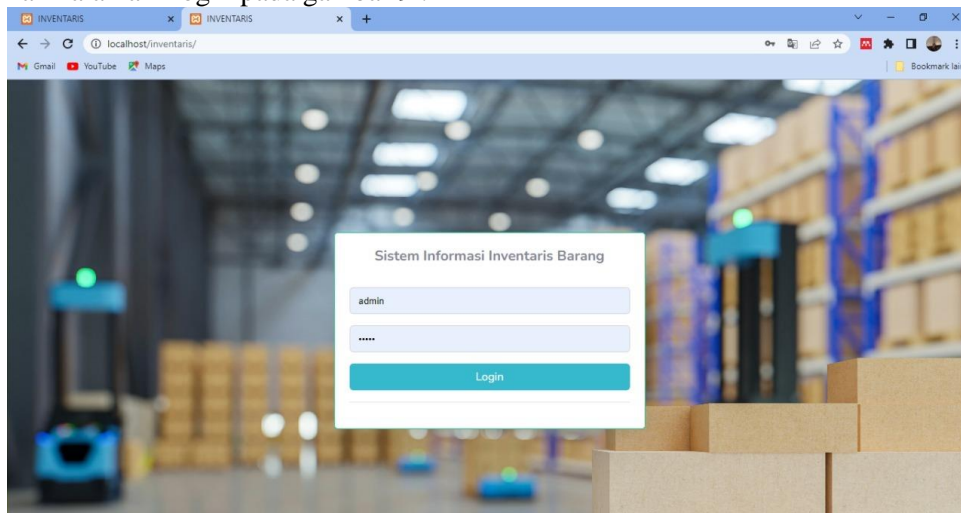 INVENTARIS
INVENTARIS
localhost/inventaris/
Gmail YouTube Maps
Bookmark lai
Sistem Informasi Inventaris Barang
admin
•••••
Login